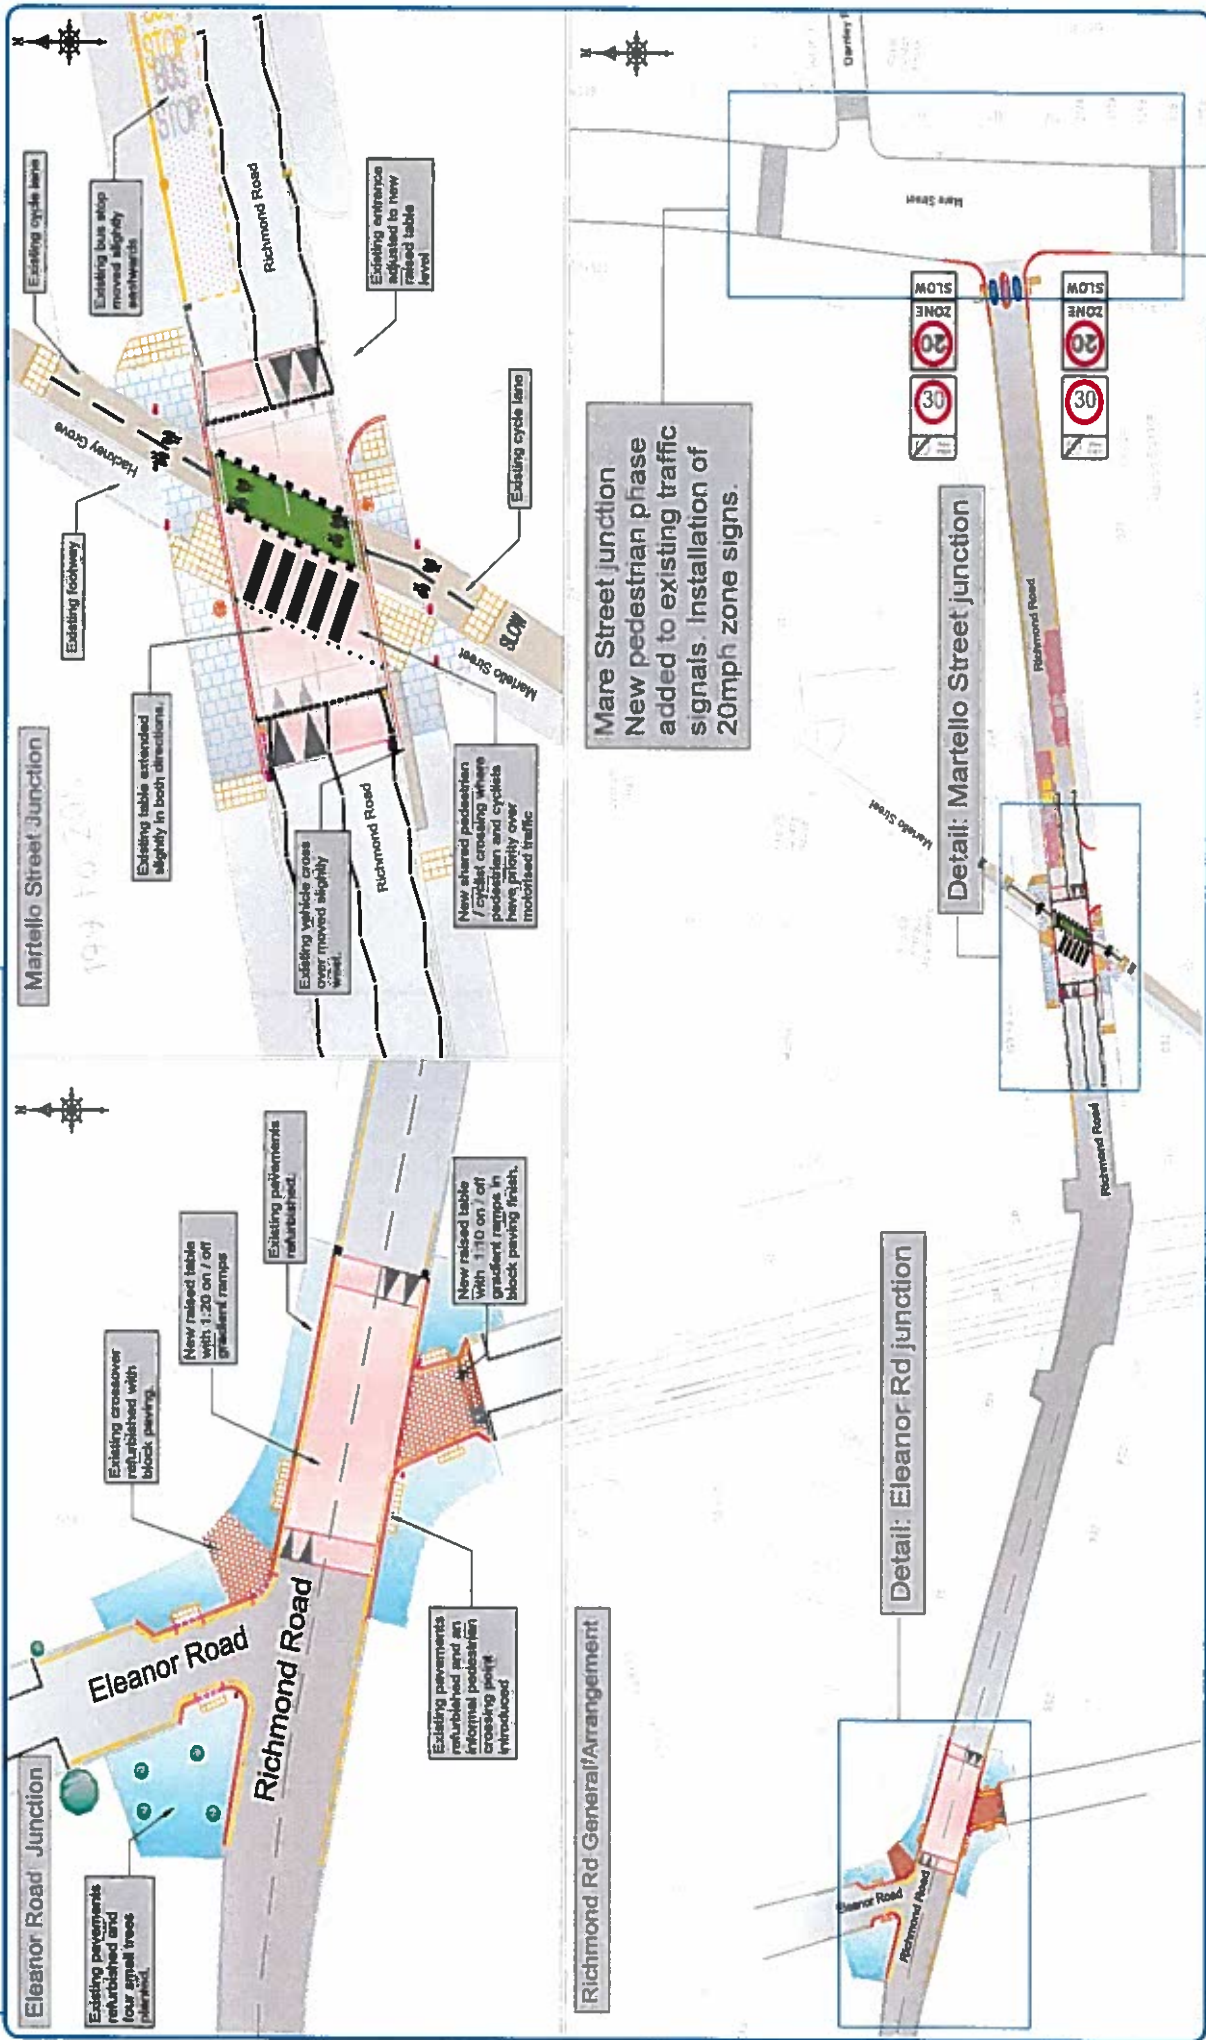 Eleanor Road Junction
Existing pavements
refurbished and
four small trees
planted.
Eleanor Road
Richmond Road
Existing crossover
refurbished with
block paving.
New raised table
with 1:20 on / off
gradient ramps
Existing pavements
refurbished.
Existing pavements
refurbished and an
informal pedestrian
crossing point
introduced
New raised table
with 1:10 on / off
gradient ramps in
block paving finish.
N
Martello Street Junction
Existing table extended
slightly in both directions.
Existing footway
Hackney Grove
Existing cycle lane
Existing bus stop
moved slightly
eastwards
BUS
STOP
STOP
Richmond Road
Richmond Road
Existing vehicle cross
over moved slightly
west.
New shared pedestrian
/ cyclist crossing where
pedestrian and cyclists
have priority over
motorised traffic
Martello Street
SLOW
Existing cycle lane
Existing entrance
adjusted to new
raised table
level
N
Richmond Rd General Arrangement
Eleanor Road
Richmond Road
Detail: Eleanor Rd junction
Richmond Road
Martello Street
Detail: Martello Street junction
Richmond Road
Mare Street junction
New pedestrian phase
added to existing traffic
signals. Installation of
20mph zone signs.
30
20
ZONE
SLOW
30
20
ZONE
SLOW
Mare Street
N